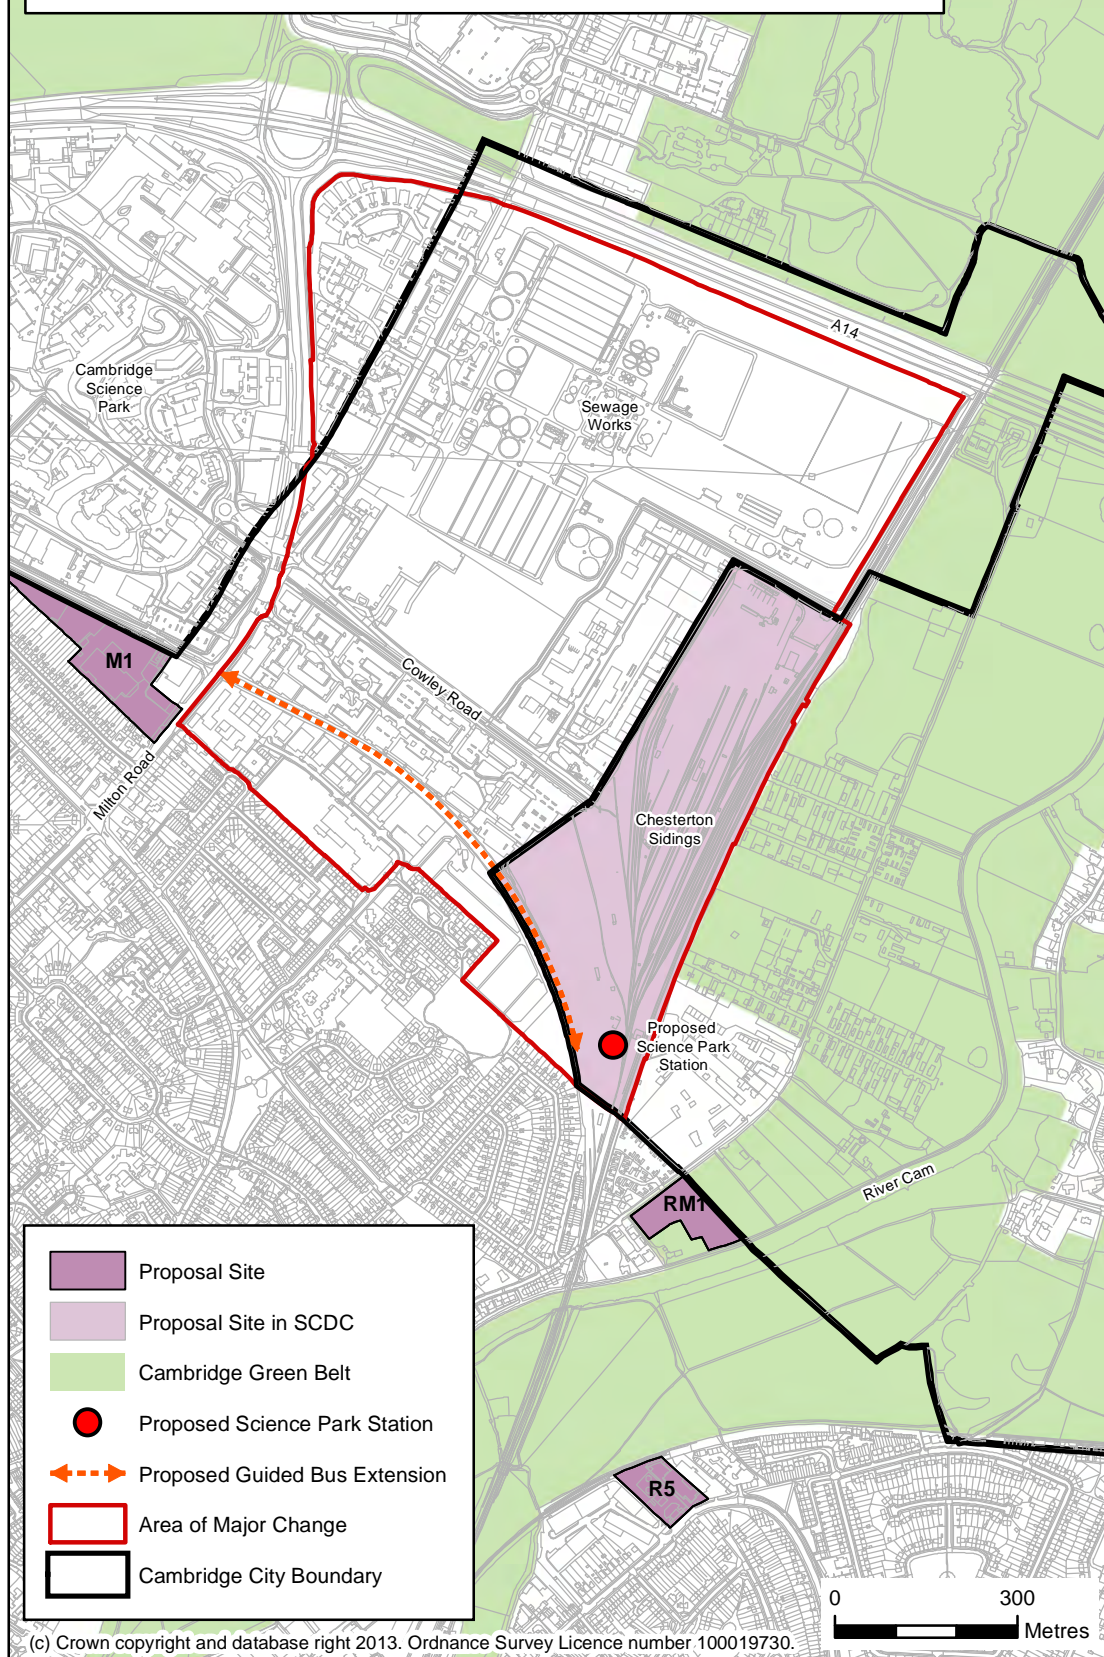 A14
Cambridge
Science
Park
Sewage
Works
M1
Cowley Road
Milton Road
Chesterton
Sidings
Proposed
Science Park
Station
River Cam
RM1
Proposal Site
Proposal Site in SCDC
Cambridge Green Belt
Proposed Science Park Station
Proposed Guided Bus Extension
Area of Major Change
Cambridge City Boundary
R5
0 300
Metres
(c) Crown copyright and database right 2013. Ordnance Survey Licence number 100019730.